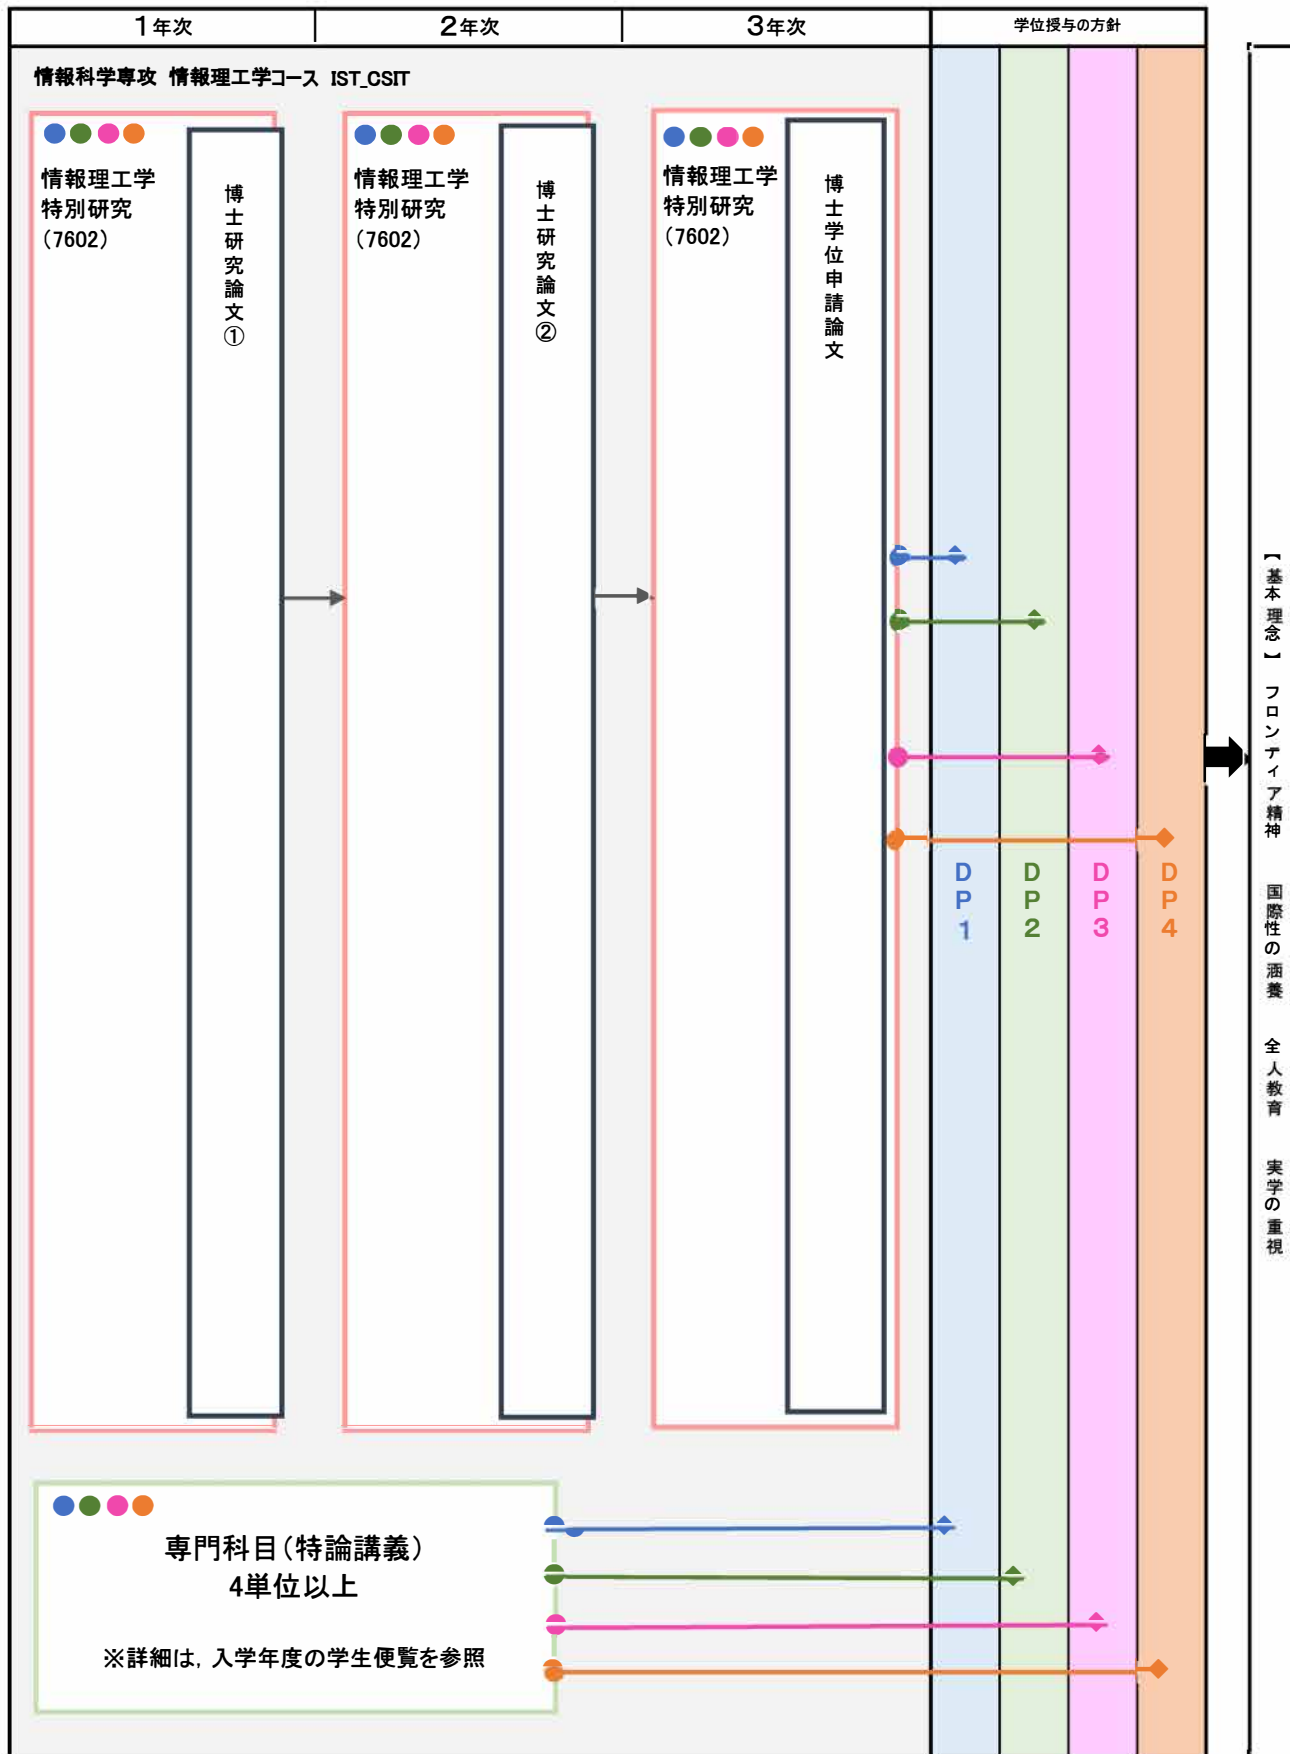 1年次
2年次
3年次
学位授与の方針
情報科学専攻 情報理工学コース IST_CSIT
情報理工学
特別研究
(7602)
博士研究論文①
情報理工学
特別研究
(7602)
博士研究論文②
情報理工学
特別研究
(7602)
博士学位申請論文
DP1
DP2
DP3
DP4
【基本理念】 フロンティア精神 国際性の涵養 全人教育 実学の重視
専門科目(特論講義)
4単位以上
※詳細は, 入学年度の学生便覧を参照